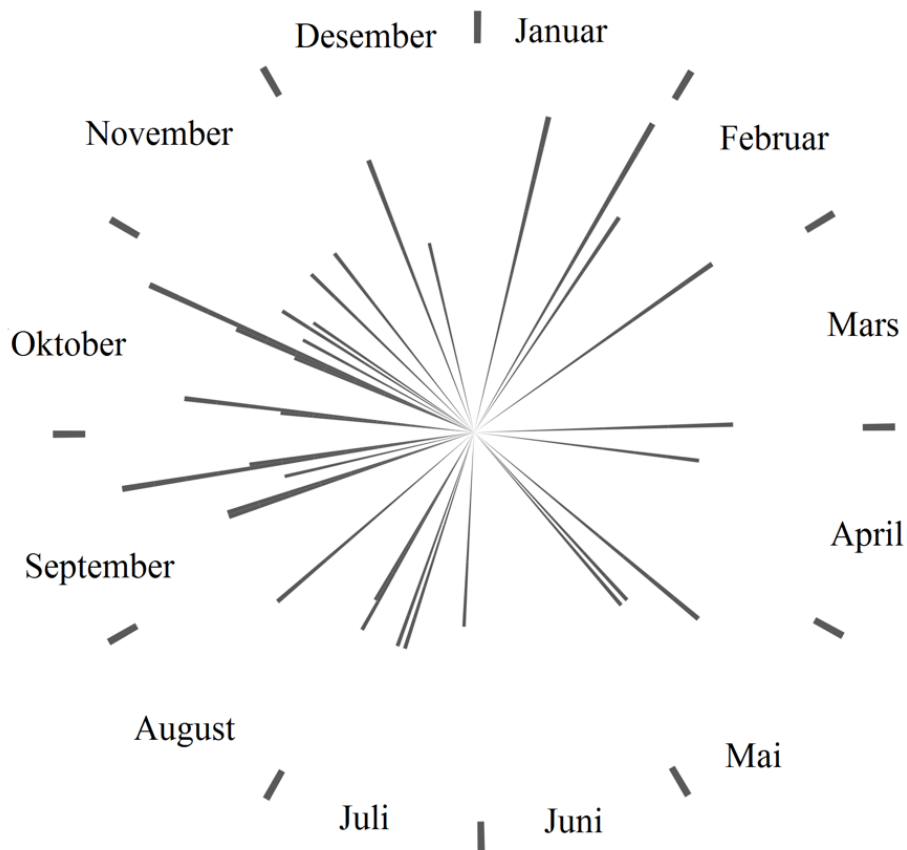 Januar
Februar
Mars
April
Mai
Juni
Juli
August
September
Oktober
November
Desember